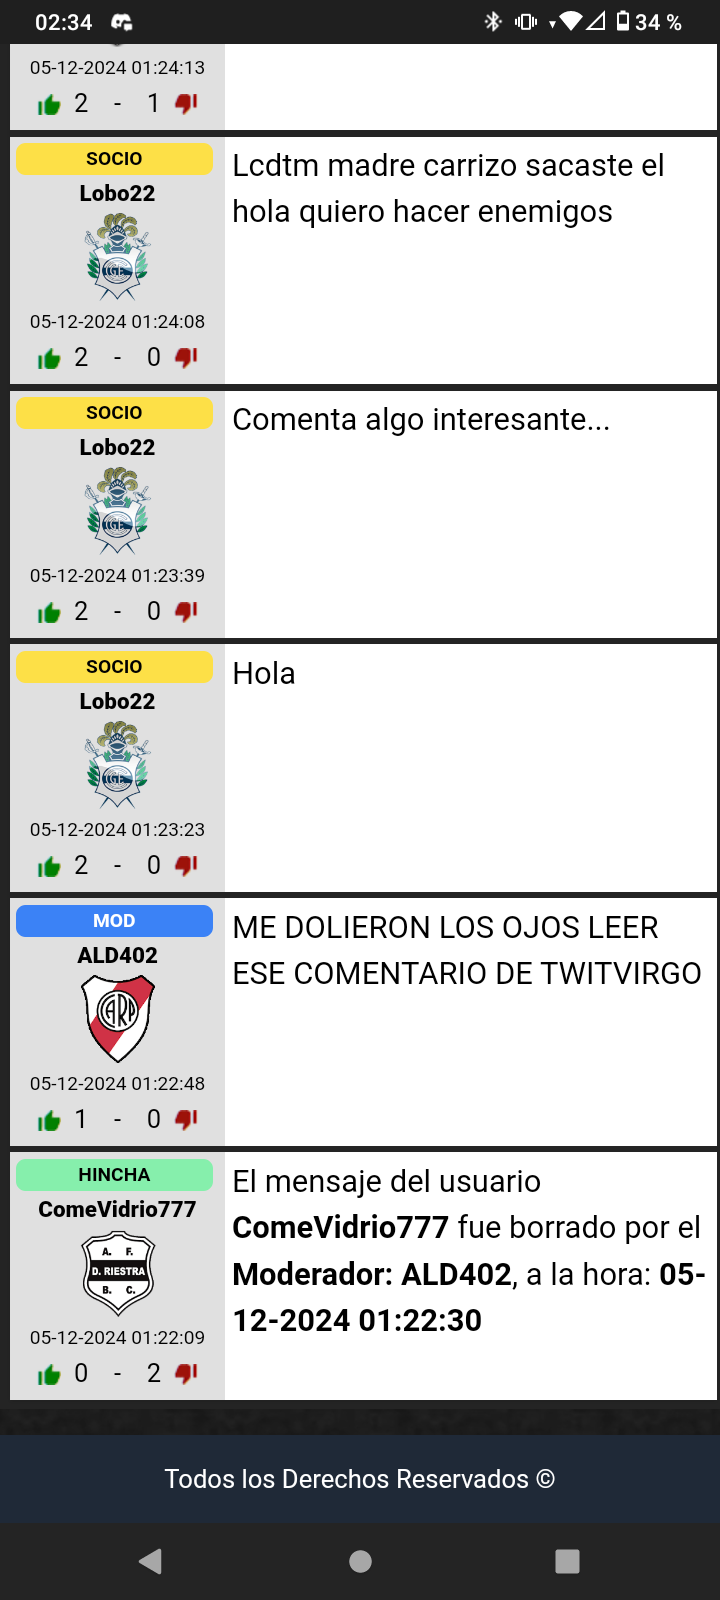 02:34
34 %
05-12-2024 01:24:13
2 - 1
SOCIO
Lobo22
05-12-2024 01:24:08
2 - 0
Lcdtm madre carrizo sacaste el
hola quiero hacer enemigos
SOCIO
Lobo22
05-12-2024 01:23:39
2 - 0
Comenta algo interesante...
SOCIO
Lobo22
05-12-2024 01:23:23
2 - 0
Hola
MOD
ALD402
CARP
05-12-2024 01:22:48
1 - 0
ME DOLIERON LOS OJOS LEER
ESE COMENTARIO DE TWITVIRGO
HINCHA
ComeVidrio777
A. F.
D. RIESTRA
B. C.
05-12-2024 01:22:09
0 - 2
El mensaje del usuario
ComeVidrio777 fue borrado por el
Moderador: ALD402, a la hora: 05-
12-2024 01:22:30
Todos los Derechos Reservados ©